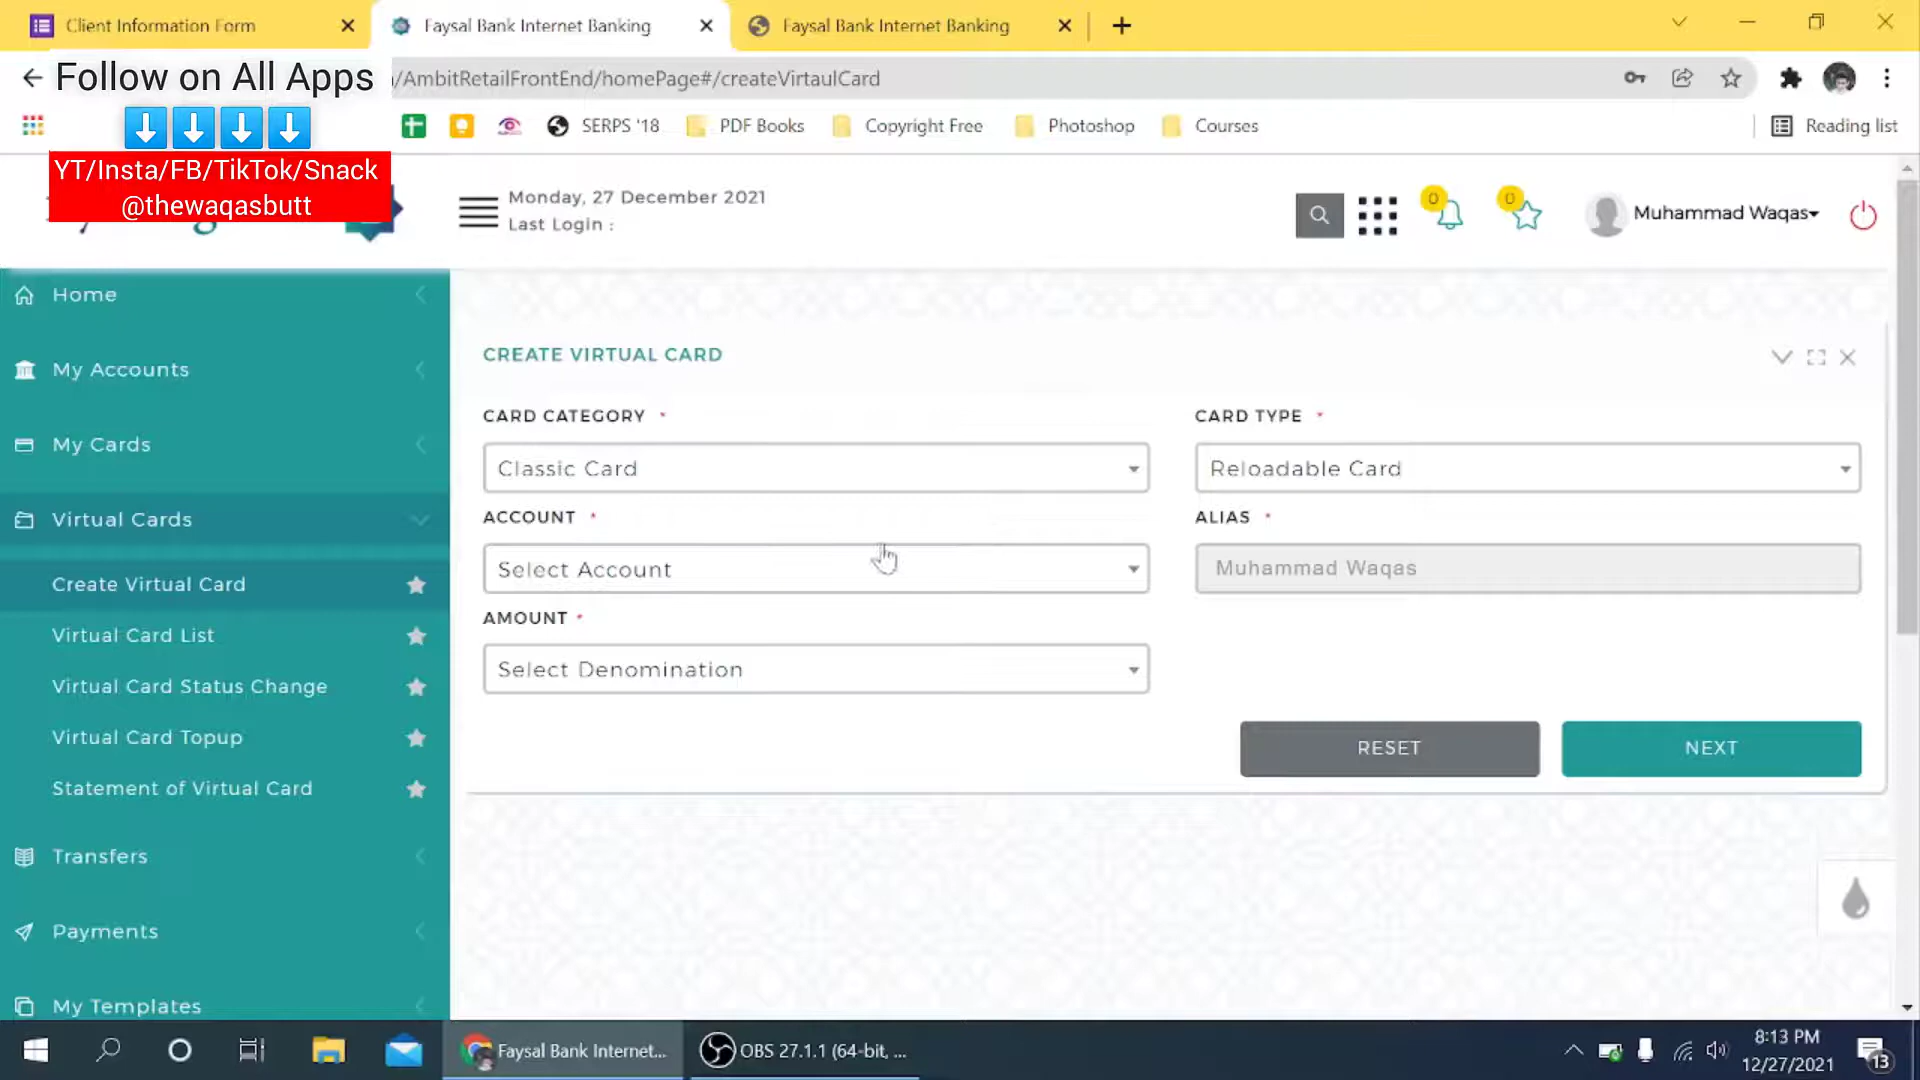 Client Information Form
Faysal Bank Internet Banking
Faysal Bank Internet Banking
Follow on All Apps
/AmbitRetailFrontEnd/homePage#/createVirtaulCard
SERPS '18
PDF Books
Copyright Free
Photoshop
Courses
Reading list
YT/Insta/FB/TikTok/Snack
@thewaqasbutt
Monday, 27 December 2021
Last Login :
0
0
Muhammad Waqas
Home
My Accounts
My Cards
Virtual Cards
Create Virtual Card
Virtual Card List
Virtual Card Status Change
Virtual Card Topup
Statement of Virtual Card
Transfers
Payments
My Templates
CREATE VIRTUAL CARD
CARD CATEGORY *
CARD TYPE *
Classic Card
Reloadable Card
ACCOUNT *
ALIAS *
Select Account
Muhammad Waqas
AMOUNT *
Select Denomination
RESET
NEXT
Faysal Bank Internet...
OBS 27.1.1 (64-bit, ...
8:13 PM
12/27/2021
13